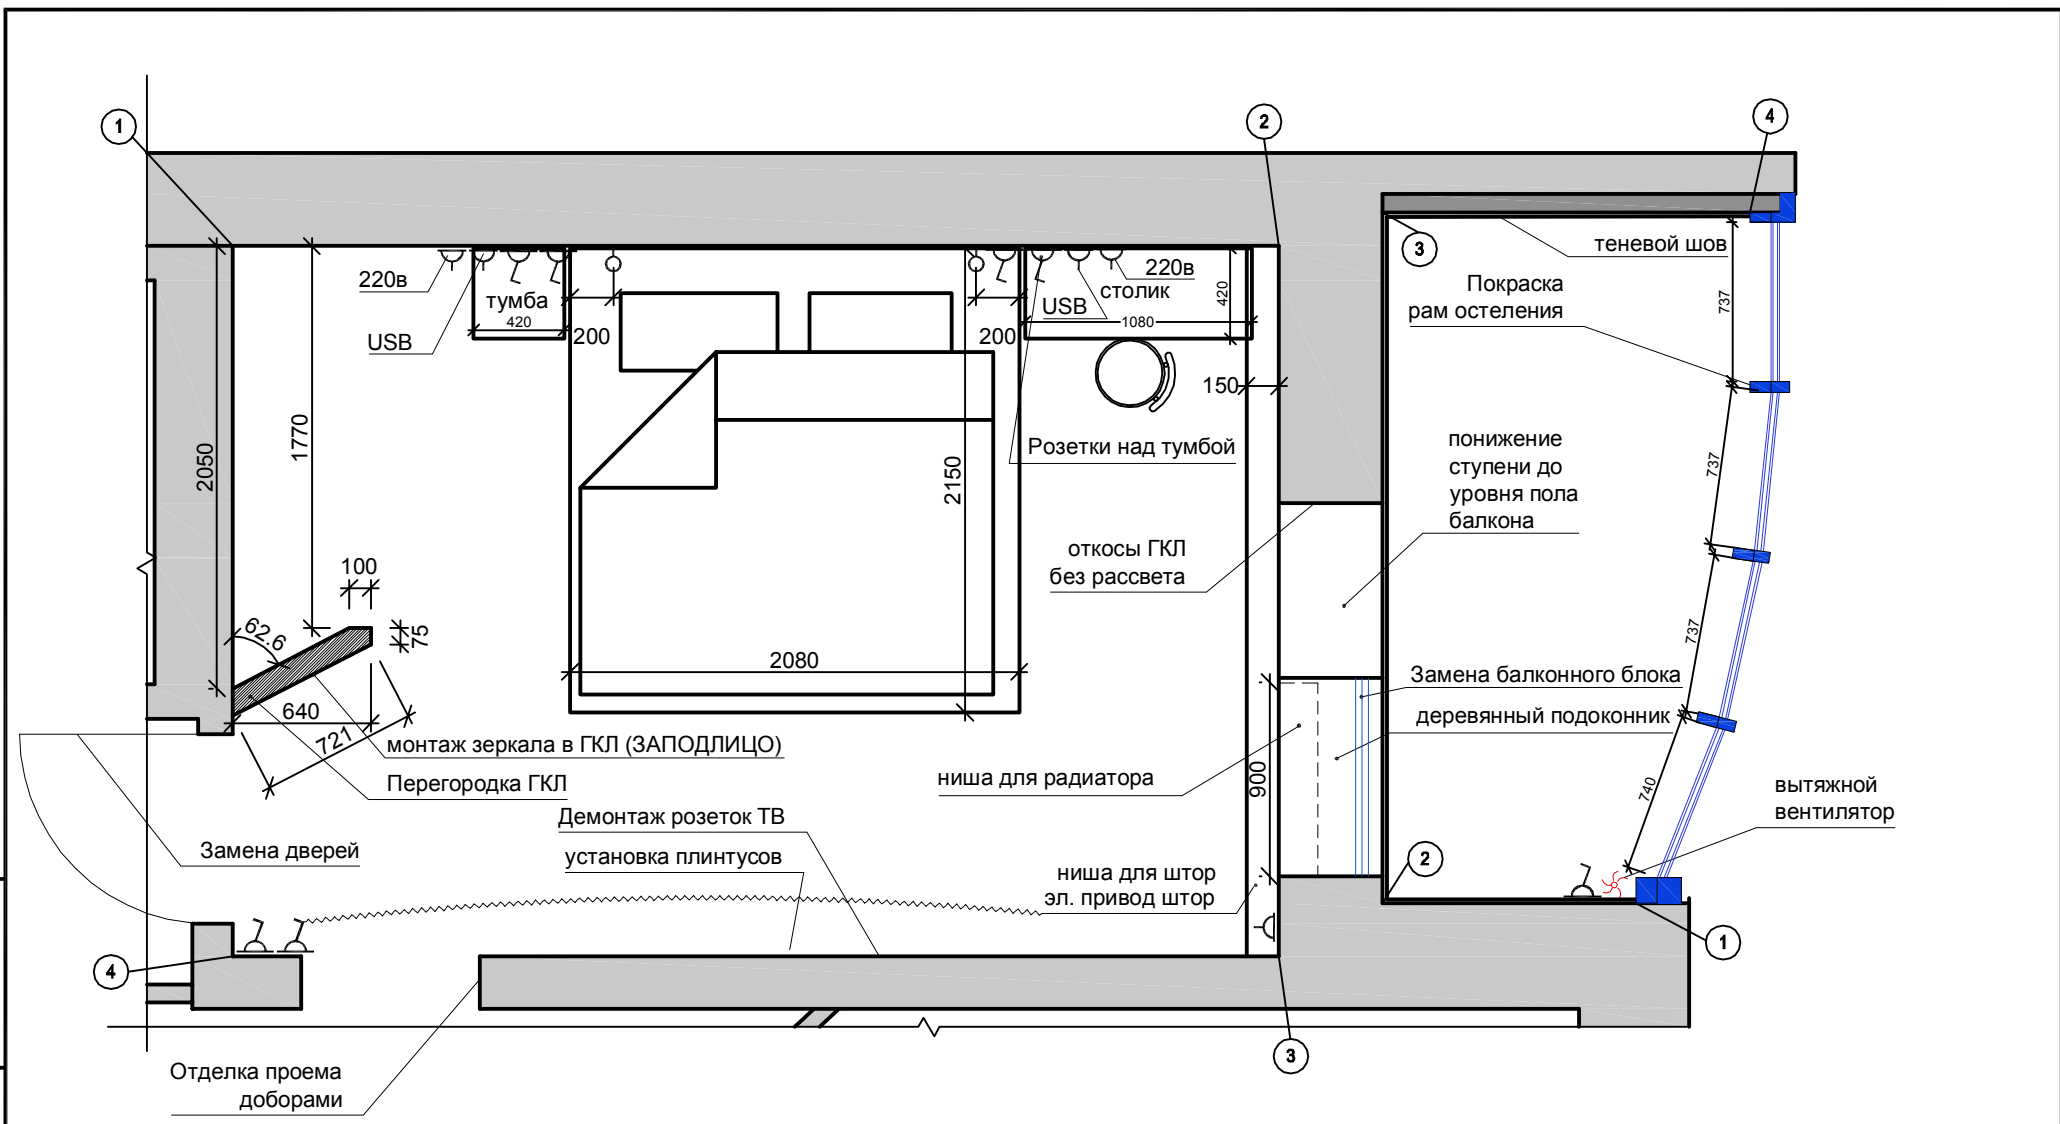 1
2
4
3
теневой шов
220в
тумба
USB
420
200
200
220в
столик
USB
1080
420
150
Покраска
рам остеления
737
737
737
740
2050
1770
2150
Розетки над тумбой
понижение
ступени до
уровня пола
балкона
откосы ГКЛ
без рассвета
100
62.6
75
2080
640
721
монтаж зеркала в ГКЛ (ЗАПОДЛИЦО)
Перегородка ГКЛ
Замена балконного блока
деревянный подоконник
ниша для радиатора
900
вытяжной
вентилятор
Демонтаж розеток ТВ
установка плинтусов
Замена дверей
ниша для штор
эл. привод штор
2
1
4
3
Отделка проема
доборами